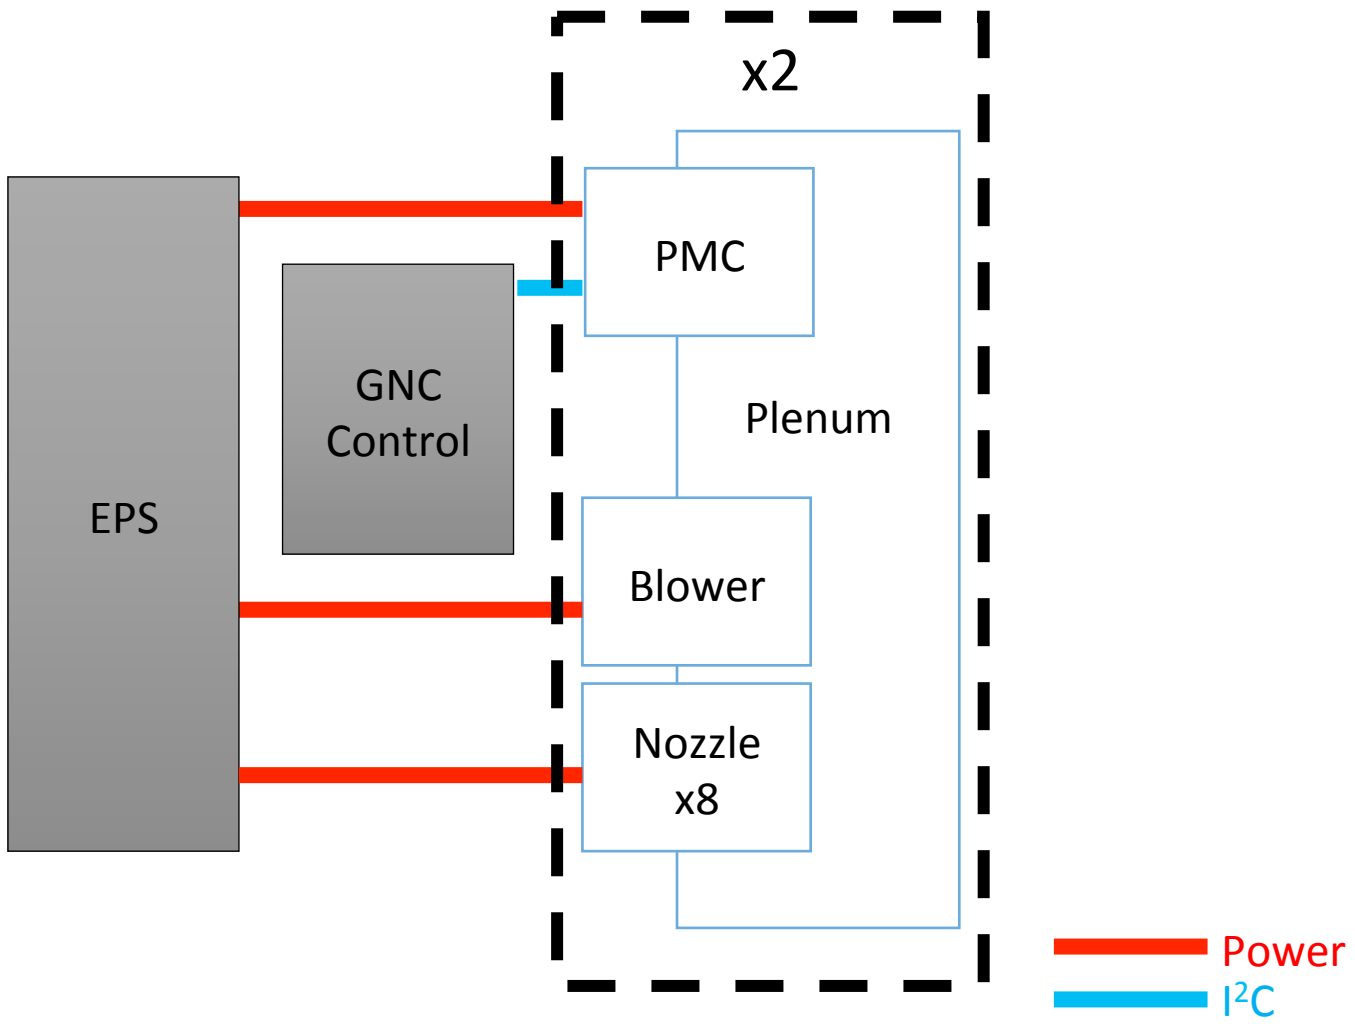 x2
PMC
GNC
Control
Plenum
EPS
Blower
Nozzle
x8
Power
I²C